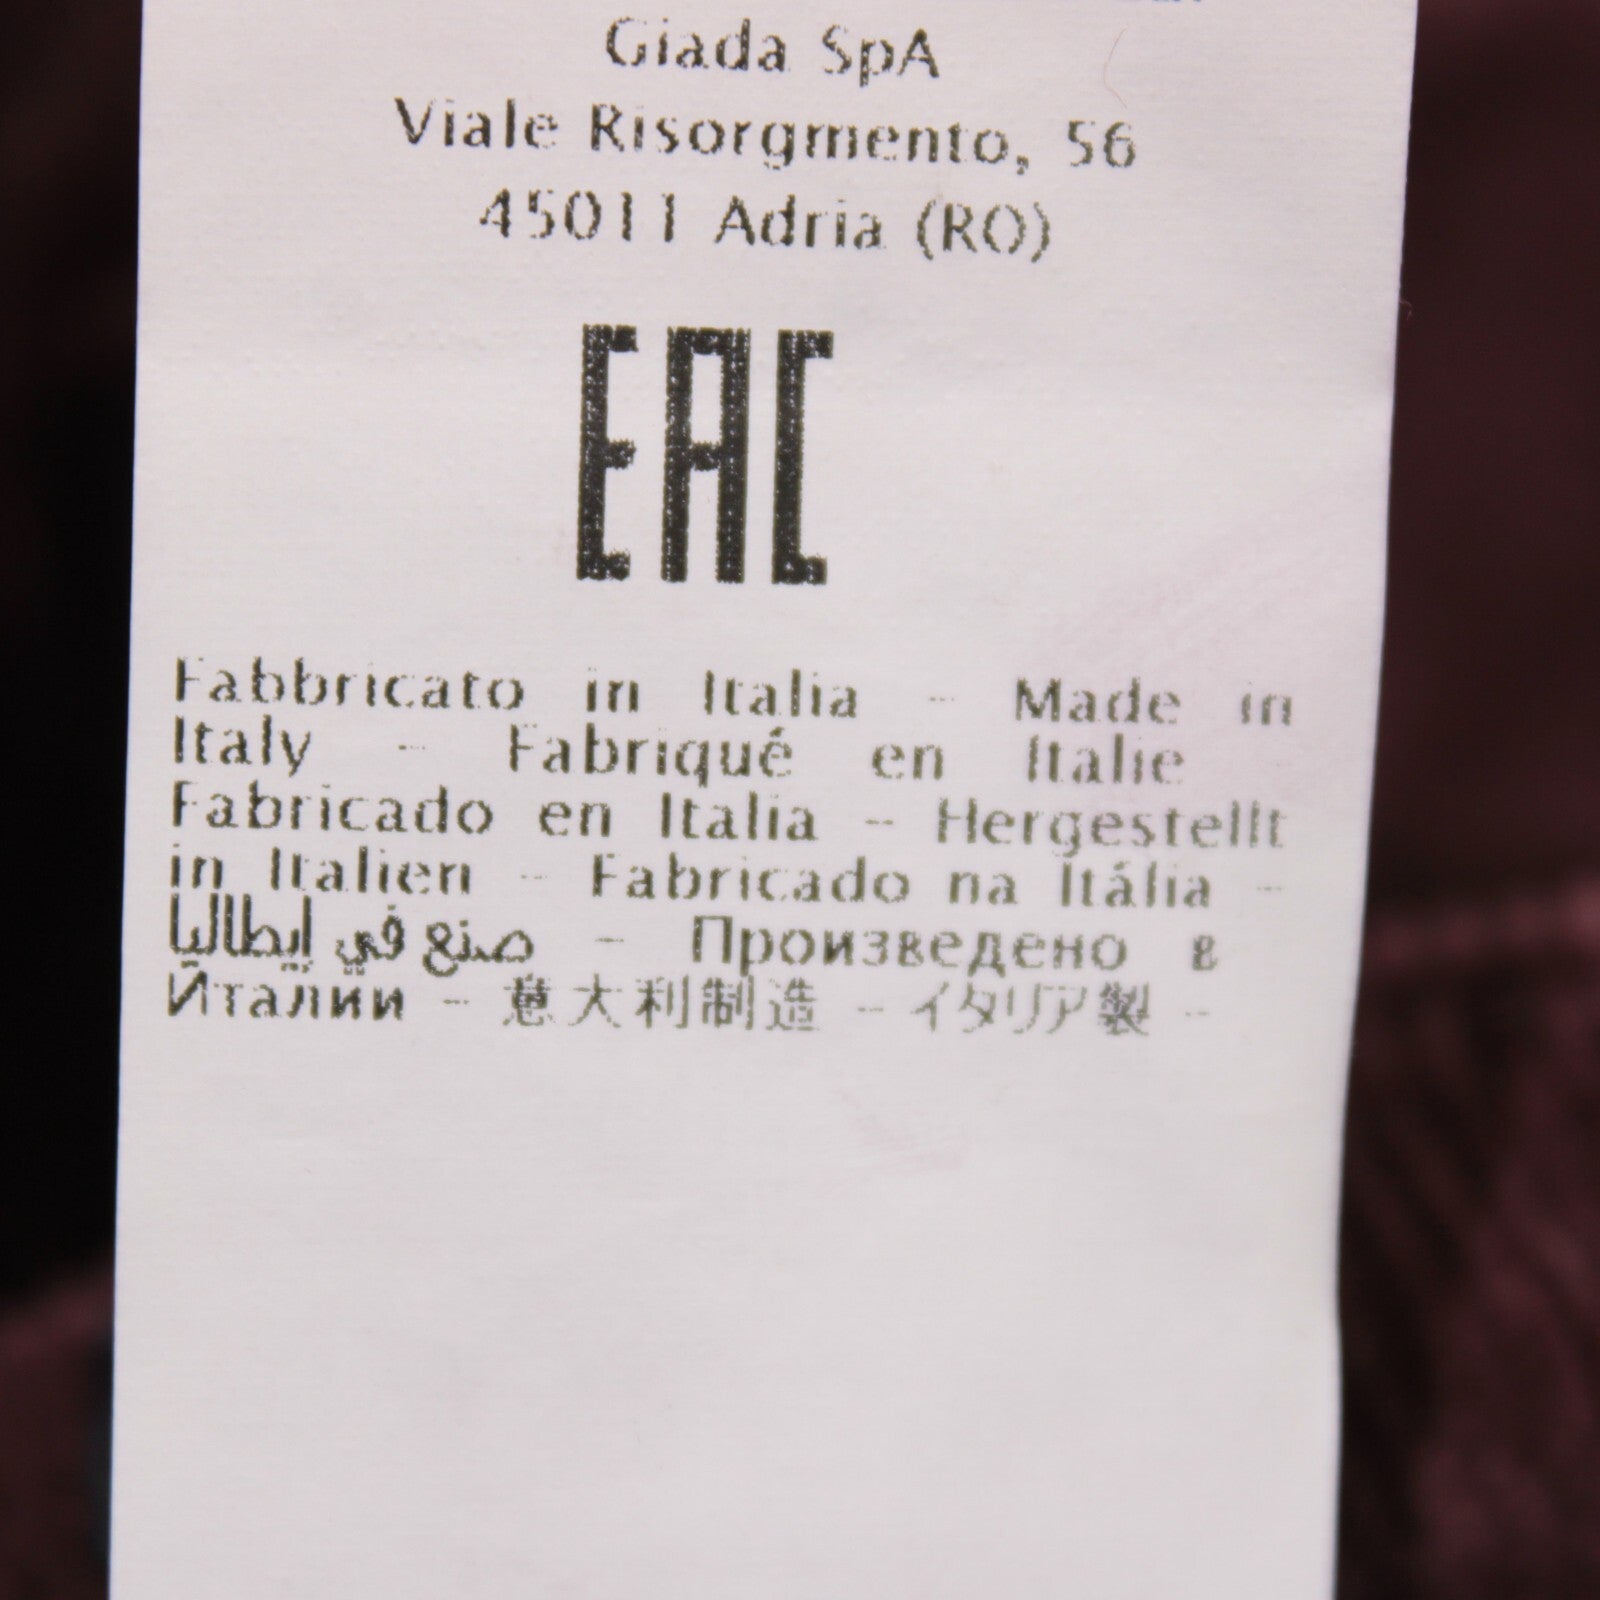 Giada SpA
Viale Risorgmento, 56
45011 Adria (RO)
EAC
Fabbricato in Italia - Made in
Italy - Fabriqué en Italie
Fabricado en Italia - Hergestellt
in Italien - Fabricado na Itália -
صنع في إيطاليا - Произведено в
Италии - 意大利制造 - イタリア製 -